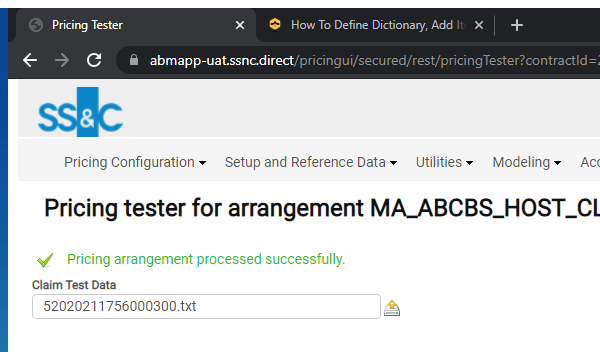 Pricing Tester
How To Define Dictionary, Add It
abmapp-uat.ssnc.direct/pricingui/secured/rest/pricingTester?contractId=
SS&C
Pricing Configuration Setup and Reference Data Utilities Modeling Acc
Pricing tester for arrangement MA_ABCBS_HOST_CL
Pricing arrangement processed successfully.
Claim Test Data
52020211756000300.txt